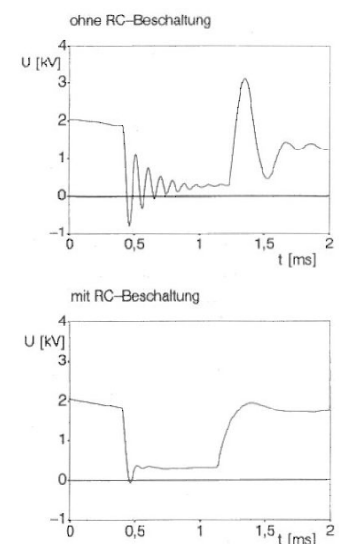 ohne RC-Beschaltung
4
U [kV]
3
2
1
0
-1
0 0,5 1 1,5 2
t [ms]
mit RC-Beschaltung
4
U [kV]
3
2
1
0
-1
0 0,5 1 1,5 2
t [ms]